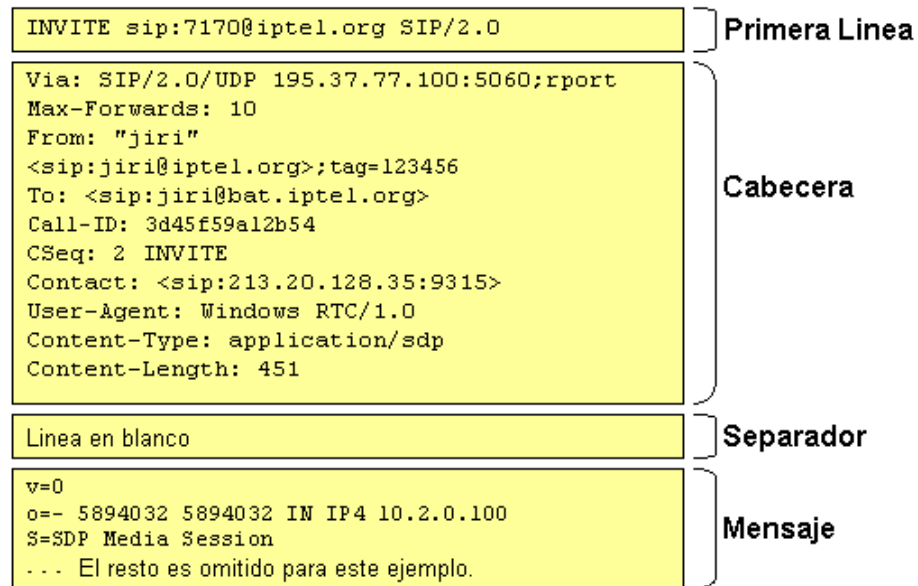 INVITE sip:7170@iptel.org SIP/2.0
Primera Linea
Via: SIP/2.0/UDP 195.37.77.100:5060;rport
Max-Forwards: 10
From: "jiri"
<sip:jiri@iptel.org>;tag=123456
To: <sip:jiri@bat.iptel.org>
Call-ID: 3d45f59a12b54
CSeq: 2 INVITE
Contact: <sip:213.20.128.35:9315>
User-Agent: Windows RTC/1.0
Content-Type: application/sdp
Content-Length: 451
Cabecera
Linea en blanco
Separador
v=0
o=- 5894032 5894032 IN IP4 10.2.0.100
S=SDP Media Session
--- El resto es omitido para este ejemplo.
Mensaje